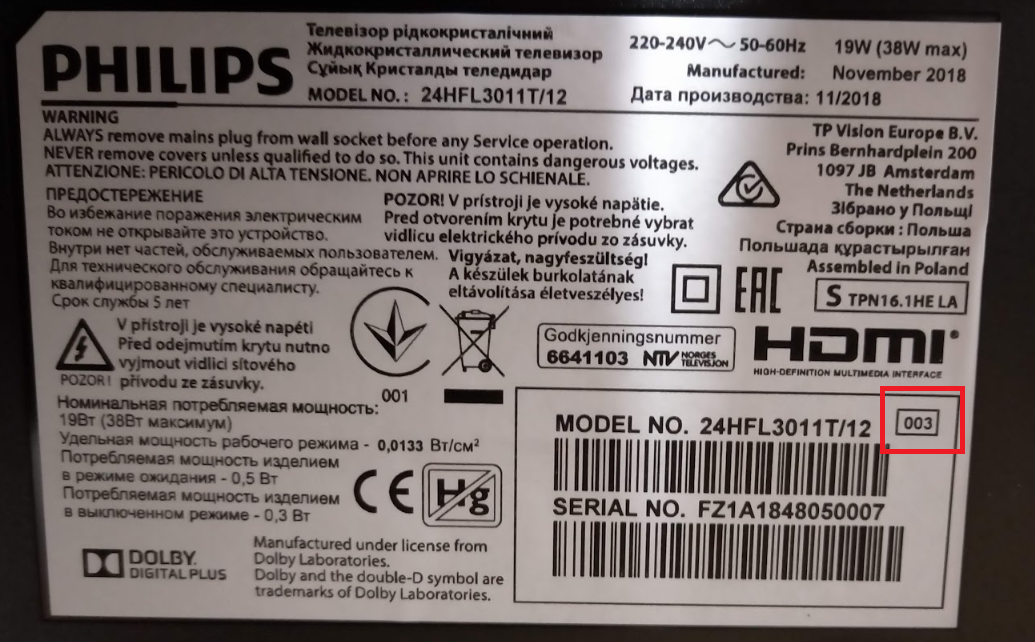 PHILIPS
Телевізор рідкокристалічний
Жидкокристаллический телевизор
Сұйық Кристалды теледидар
MODEL NO.: 24HFL3011T/12
220-240V～ 50-60Hz 19W (38W max)
Manufactured: November 2018
Дата производства: 11/2018
WARNING
ALWAYS remove mains plug from wall socket before any Service operation.
NEVER remove covers unless qualified to do so. This unit contains dangerous voltages.
ATTENZIONE: PERICOLO DI ALTA TENSIONE. NON APRIRE LO SCHIENALE.
ПРЕДОСТЕРЕЖЕНИЕ
Во избежание поражения электрическим
током не открывайте это устройство.
Внутри нет частей, обслуживаемых пользователем.
Для технического обслуживания обращайтесь к
квалифицированному специалисту.
Срок службы 5 лет
POZOR! V prístroji je vysoké napätie.
Pred otvorením krytu je potrebné vybrat
vidlicu elektrického prívodu zo zásuvky.
Vigyázat, nagyfeszültség!
A készülek burkolatának
eltávolítása életveszélyes!
TP Vision Europe B.V.
Prins Bernhardplein 200
1097 JB Amsterdam
The Netherlands
Зібрано у Польщі
Страна сборки : Польша
Польшада құрастырылған
Assembled in Poland
S TPN16.1HE LA
EAC
V přístroji je vysoké napéti
Před odejmutím krytu nutno
vyjmout vidlici sítového
POZOR! přívodu ze zásuvky.
001
Godkjenningsnummer
6641103 NTV NORGES TELEVISJON
HDMI®
HIGH-DEFINITION MULTIMEDIA INTERFACE
Номинальная потребляемая мощность:
19Вт (38Вт максимум)
Удельная мощность рабочего режима - 0,0133 Вт/см²
Потребляемая мощность изделием
в режиме ожидания - 0,5 Вт
Потребляемая мощность изделием
в выключенном режиме - 0,3 Вт
CE
Hg
MODEL NO. 24HFL3011T/12 003
SERIAL NO. FZ1A1848050007
DOLBY.
DIGITAL PLUS
Manufactured under license from
Dolby Laboratories.
Dolby and the double-D symbol are
trademarks of Dolby Laboratories.